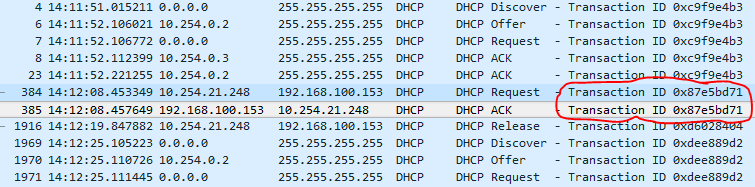 4 14:11:51.015211 0.0.0.0 255.255.255.255 DHCP DHCP Discover - Transaction ID 0xc9f9e4b3
6 14:11:52.106021 10.254.0.2 255.255.255.255 DHCP DHCP Offer - Transaction ID 0xc9f9e4b3
7 14:11:52.106772 0.0.0.0 255.255.255.255 DHCP DHCP Request - Transaction ID 0xc9f9e4b3
8 14:11:52.112399 10.254.0.3 255.255.255.255 DHCP DHCP ACK - Transaction ID 0xc9f9e4b3
23 14:11:52.221255 10.254.0.2 255.255.255.255 DHCP DHCP ACK - Transaction ID 0xc9f9e4b3
384 14:12:08.453349 10.254.21.248 192.168.100.153 DHCP DHCP Request - Transaction ID 0x87e5bd71
385 14:12:08.457649 192.168.100.153 10.254.21.248 DHCP DHCP ACK - Transaction ID 0x87e5bd71
1916 14:12:19.847882 10.254.21.248 192.168.100.153 DHCP DHCP Release - Transaction ID 0xd6028404
1969 14:12:25.105223 0.0.0.0 255.255.255.255 DHCP DHCP Discover - Transaction ID 0xdee889d2
1970 14:12:25.110726 10.254.0.2 255.255.255.255 DHCP DHCP Offer - Transaction ID 0xdee889d2
1971 14:12:25.111445 0.0.0.0 255.255.255.255 DHCP DHCP Request - Transaction ID 0xdee889d2